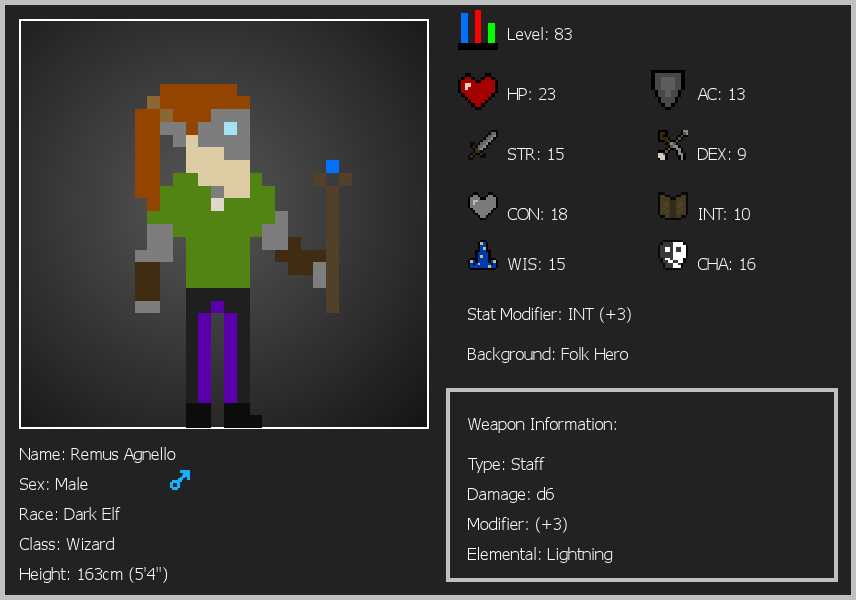 Level: 83
HP: 23
AC: 13
STR: 15
DEX: 9
CON: 18
INT: 10
WIS: 15
CHA: 16
Stat Modifier: INT (+3)
Background: Folk Hero
Weapon Information:
Type: Staff
Damage: d6
Modifier: (+3)
Elemental: Lightning
Name: Remus Agnello
Sex: Male
Race: Dark Elf
Class: Wizard
Height: 163cm (5'4")